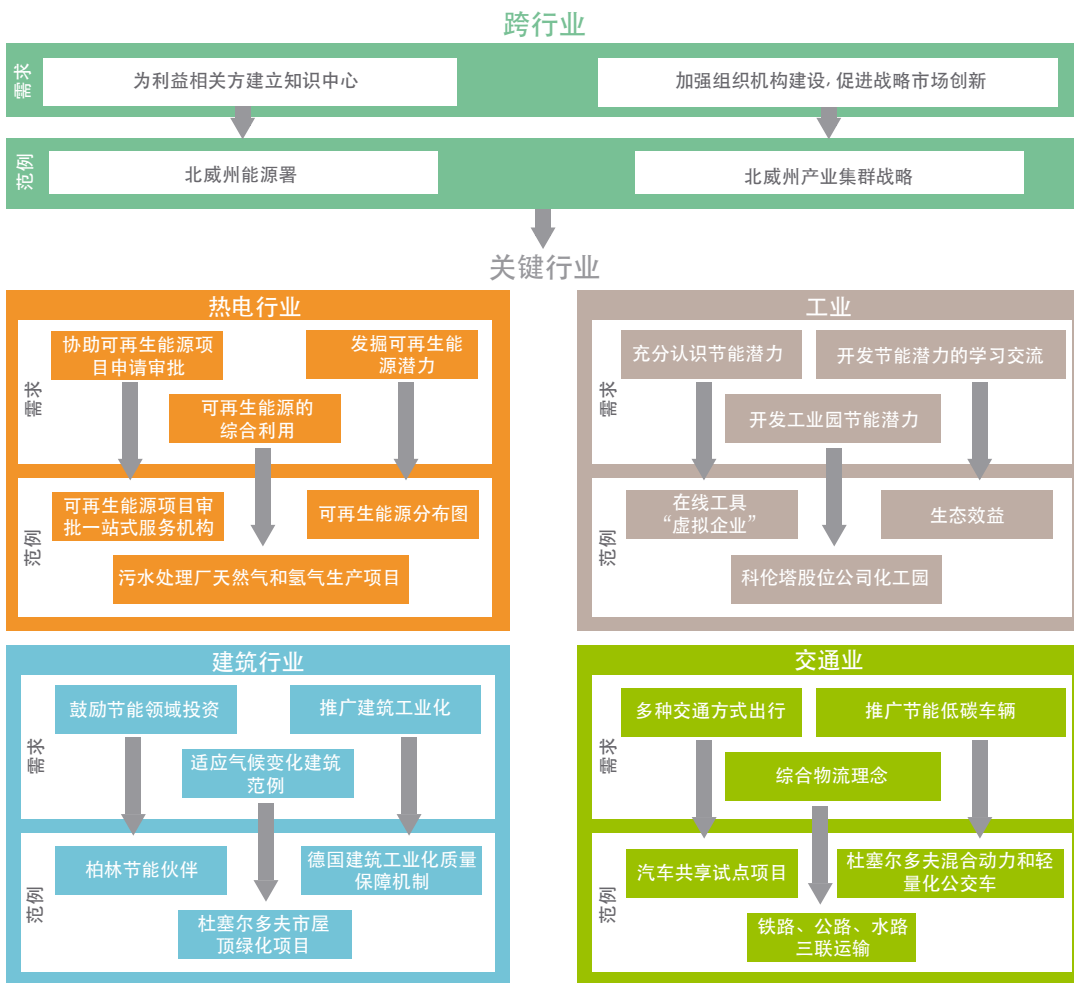 跨行业
需求
为利益相关方建立知识中心
加强组织机构建设，促进战略市场创新
范例
北威州能源署
北威州产业集群战略
关键行业
热电行业
需求
协助可再生能源项
目申请审批
发掘可再生能
源潜力
可再生能源的
综合利用
范例
可再生能源项目审
批一站式服务机构
可再生能源分布图
污水处理厂天然气和氢气生产项目
工业
需求
充分认识节能潜力
开发节能潜力的学习交流
开发工业园节能潜力
范例
在线工具
“虚拟企业”
生态效益
科伦塔股位公司化工园
建筑行业
需求
鼓励节能领域投资
推广建筑工业化
适应气候变化建筑
范例
范例
柏林节能伙伴
德国建筑工业化质量
保障机制
杜塞尔多夫市屋
顶绿化项目
交通业
需求
多种交通方式出行
推广节能低碳车辆
综合物流理念
范例
汽车共享试点项目
杜塞尔多夫混合动力和轻
量化公交车
铁路、公路、水路
三联运输